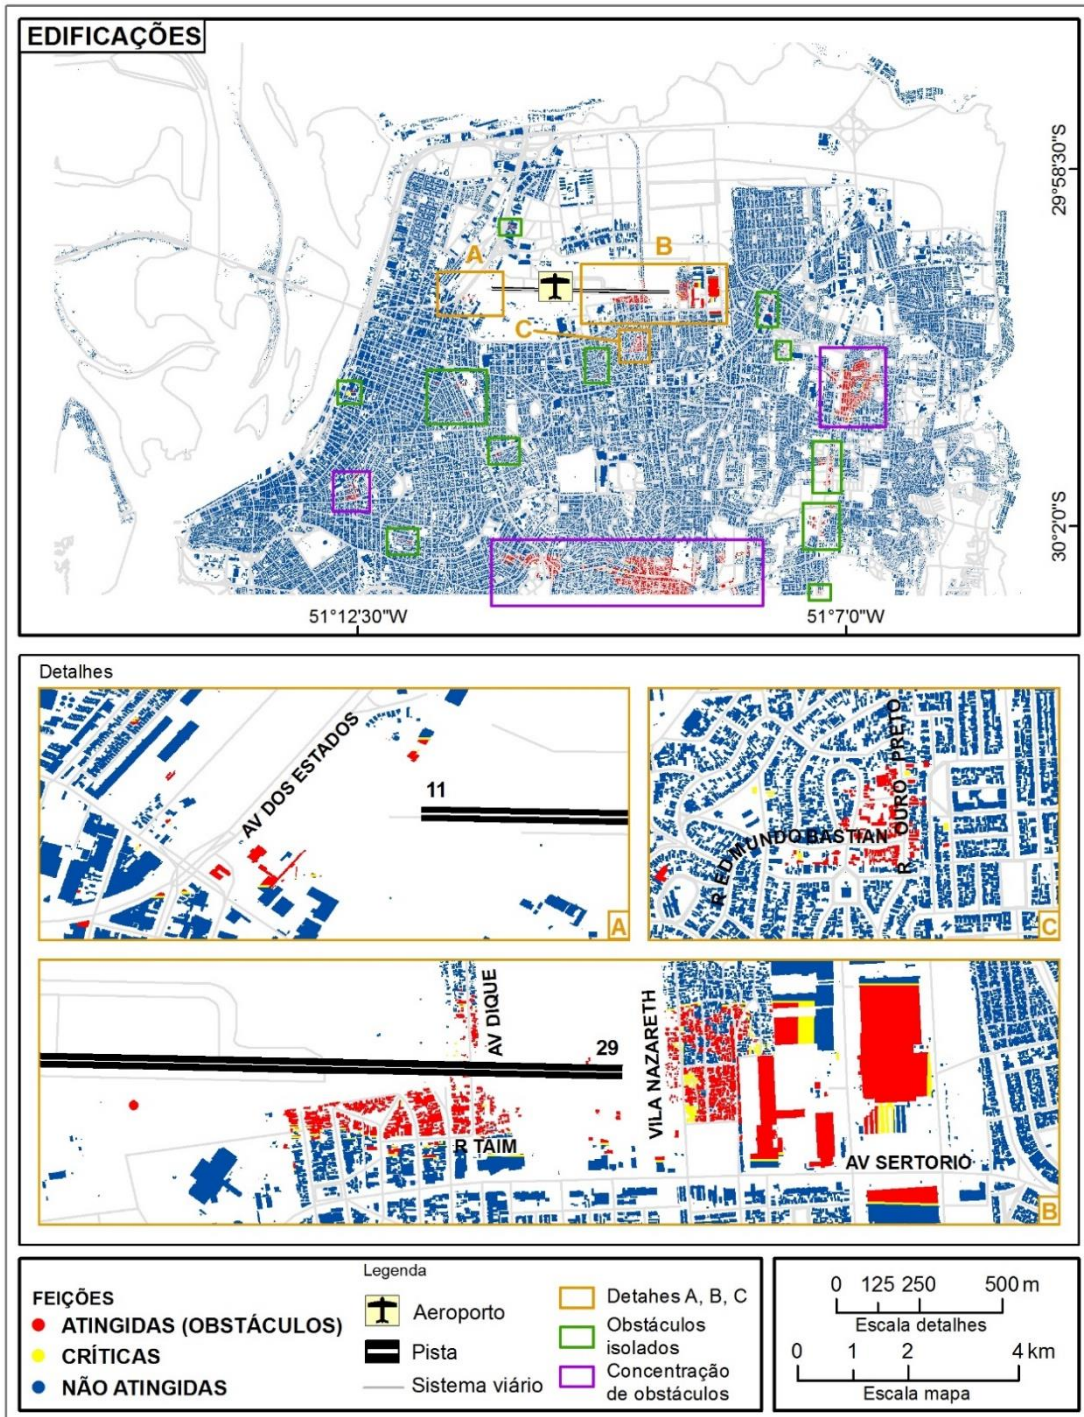 EDIFICAÇÕES
29°58'30"S
A
B
C
30°2'0"S
51°12'30"W
51°7'0"W
Detalhes
AV DOS ESTADOS
11
A
R EDMUNDO BASTIAN
R OURO PRETO
C
AV DIQUE
29
VILA NAZARETH
R TAIM
AV SERTORIO
B
FEIÇÕES
ATINGIDAS (OBSTÁCULOS)
CRÍTICAS
NÃO ATINGIDAS
Legenda
Aeroporto
Pista
Sistema viário
Detahes A, B, C
Obstáculos
isolados
Concentração
de obstáculos
0 125 250 500 m
Escala detalhes
0 1 2 4 km
Escala mapa